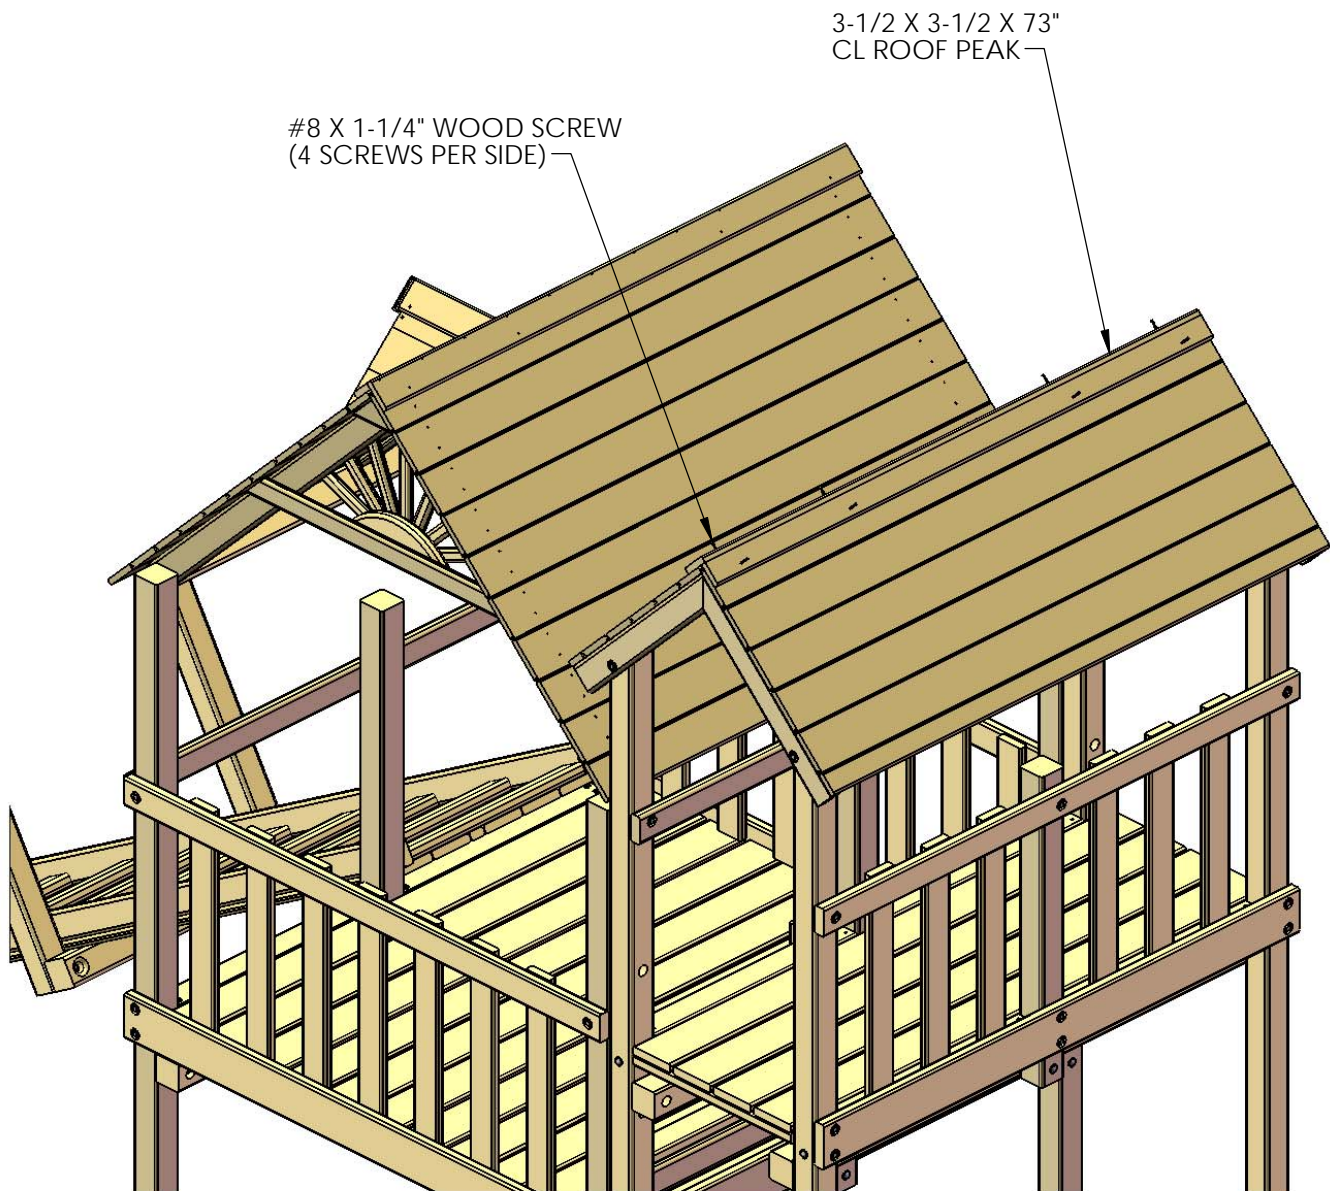 3-1/2 X 3-1/2 X 73"
CL ROOF PEAK
#8 X 1-1/4" WOOD SCREW
(4 SCREWS PER SIDE)